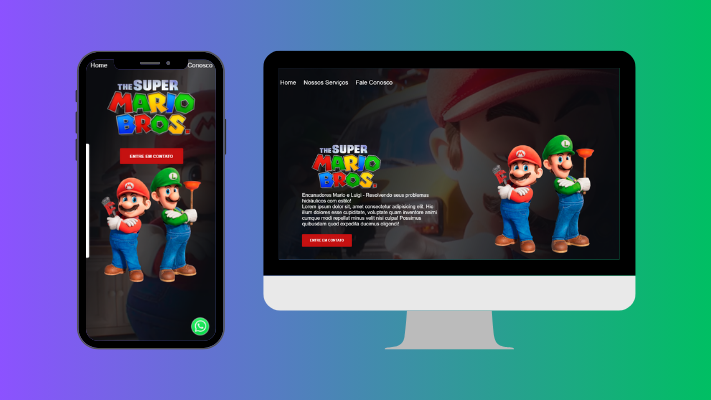 Home Conosco
THE SUPER
MARIO
BROS.
ENTRE EM CONTATO
Home Nossos Serviços Fale Conosco
THE SUPER
MARIO
BROS.
Encanadores Mario e Luigi - Resolvendo seus problemas
hidráulicos com estilo!
Lorem ipsum dolor sit, amet consectetur adipisicing elit. Hic
illum dolores esse cupiditate, voluptate quam inventore animi
cumque modi repellat minus velit nisi culpa! Possimus
quibusdam quod expedita ducimus eligendi!
ENTRE EM CONTATO